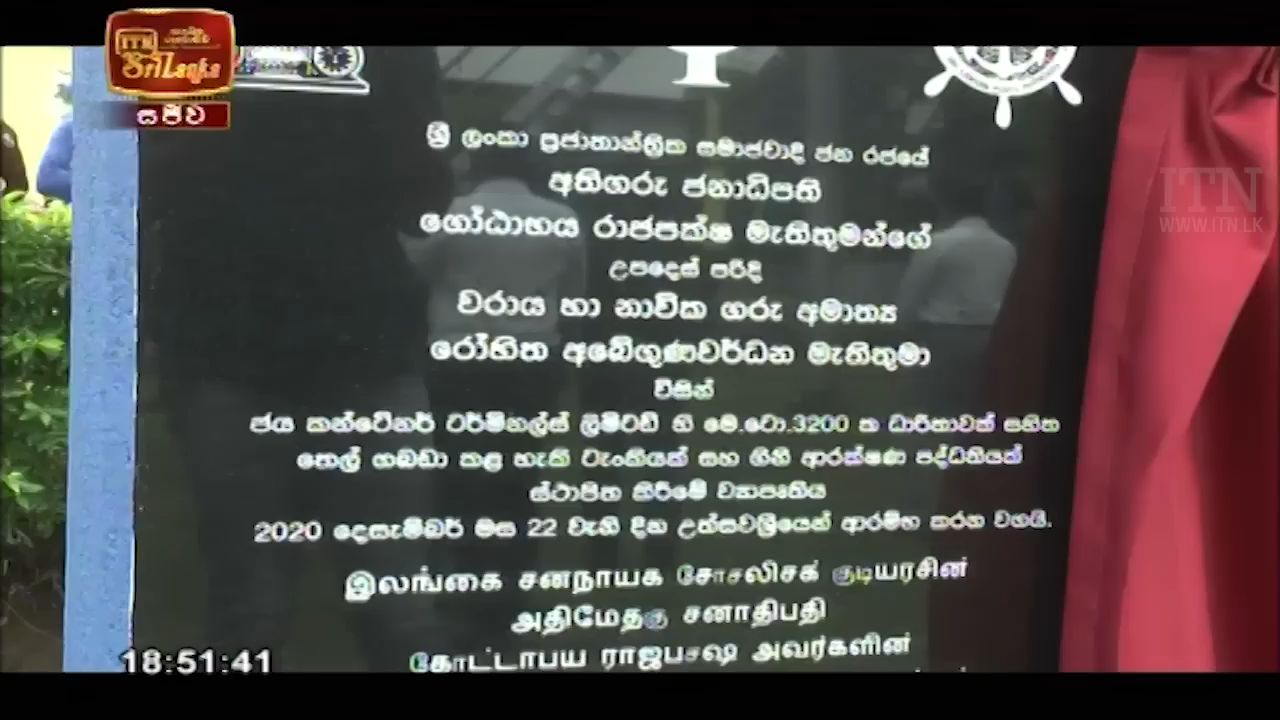 ITN
Sri Lanka
සජීව
ITN
WWW.ITN.LK
ශ්‍රී ලංකා ප්‍රජාතාන්ත්‍රික සමාජවාදී ජන රජයේ
අතිගරු ජනාධිපති
ගෝඨාභය රාජපක්ෂ මැතිතුමන්ගේ
උපදෙස් පරිදි
වරාය හා නාවික ගරු අමාත්‍ය
රෝහිත අබේගුණවර්ධන මැතිතුමා
විසින්
ජය කන්ටේනර් ටර්මිනල්ස් ලිමිටඩ් හි මෙ.ටො.3200 ක ධාරිතාවක් සහිත
තෙල් ගබඩා කළ හැකි ටැංකියක් සහ ගිනි ආරක්ෂණ පද්ධතියක්
ස්ථාපිත කිරීමේ ව්‍යාපෘතිය
2020 දෙසැම්බර් මස 22 වැනි දින උත්සවශ්‍රීයෙන් ආරම්භ කරන වගයි.
இலங்கை சனநாயக சோசலிசக் குடியரசின்
அதிமேதகு சனாதிபதி
கோட்டாபய ராஜபக்ஷ அவர்களின்
18:51:41